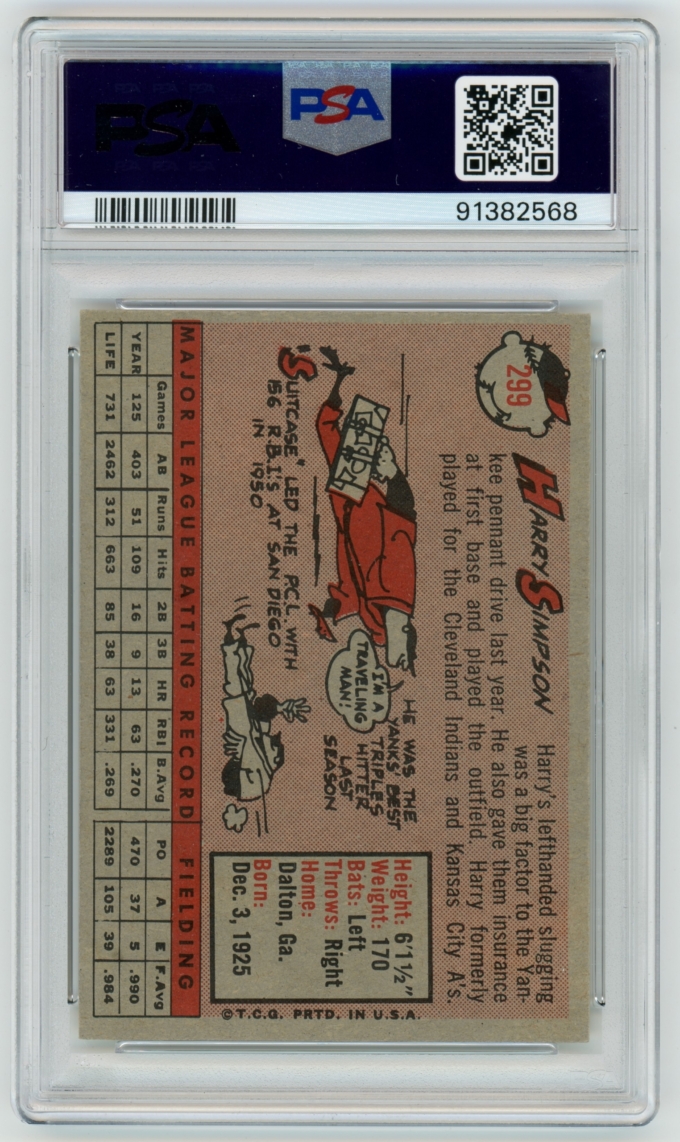 PSA
PSA
91382568
299
HARRY SIMPSON
Harry's lefthanded slugging
was a big factor to the Yan-
kee pennant drive last year. He also gave them insurance
at first base and played the outfield. Harry formerly
played for the Cleveland Indians and Kansas City A's.
"SUITCASE" LED THE P.C.L. WITH
156 R.B.I.'S AT SAN DIEGO
IN 1950
I'M A
TRAVELING
MAN!
HE WAS THE
YANKS' BEST
TRIPLES
HITTER
LAST
SEASON
Height: 6'1½"
Weight: 170
Bats: Left
Throws: Right
Home:
Dalton, Ga.
Born:
Dec. 3, 1925
MAJOR LEAGUE BATTING RECORD FIELDING
Games AB Runs Hits 2B 3B HR RBI B.Avg PO A E F.Avg
YEAR 125 403 51 109 16 9 13 63 .270 470 37 5 .990
LIFE 731 2462 312 663 85 38 63 331 .269 2289 105 39 .984
©T.C.G. PRTD. IN U.S.A.